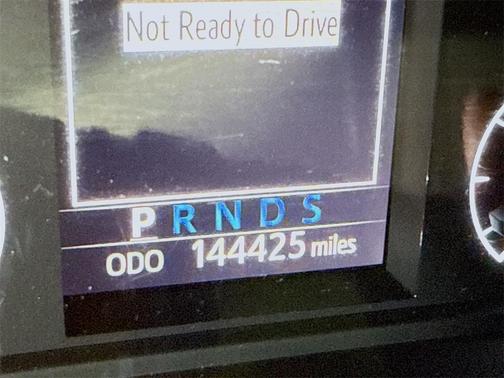 Not Ready to Drive
P R N D S
ODO 144425 miles